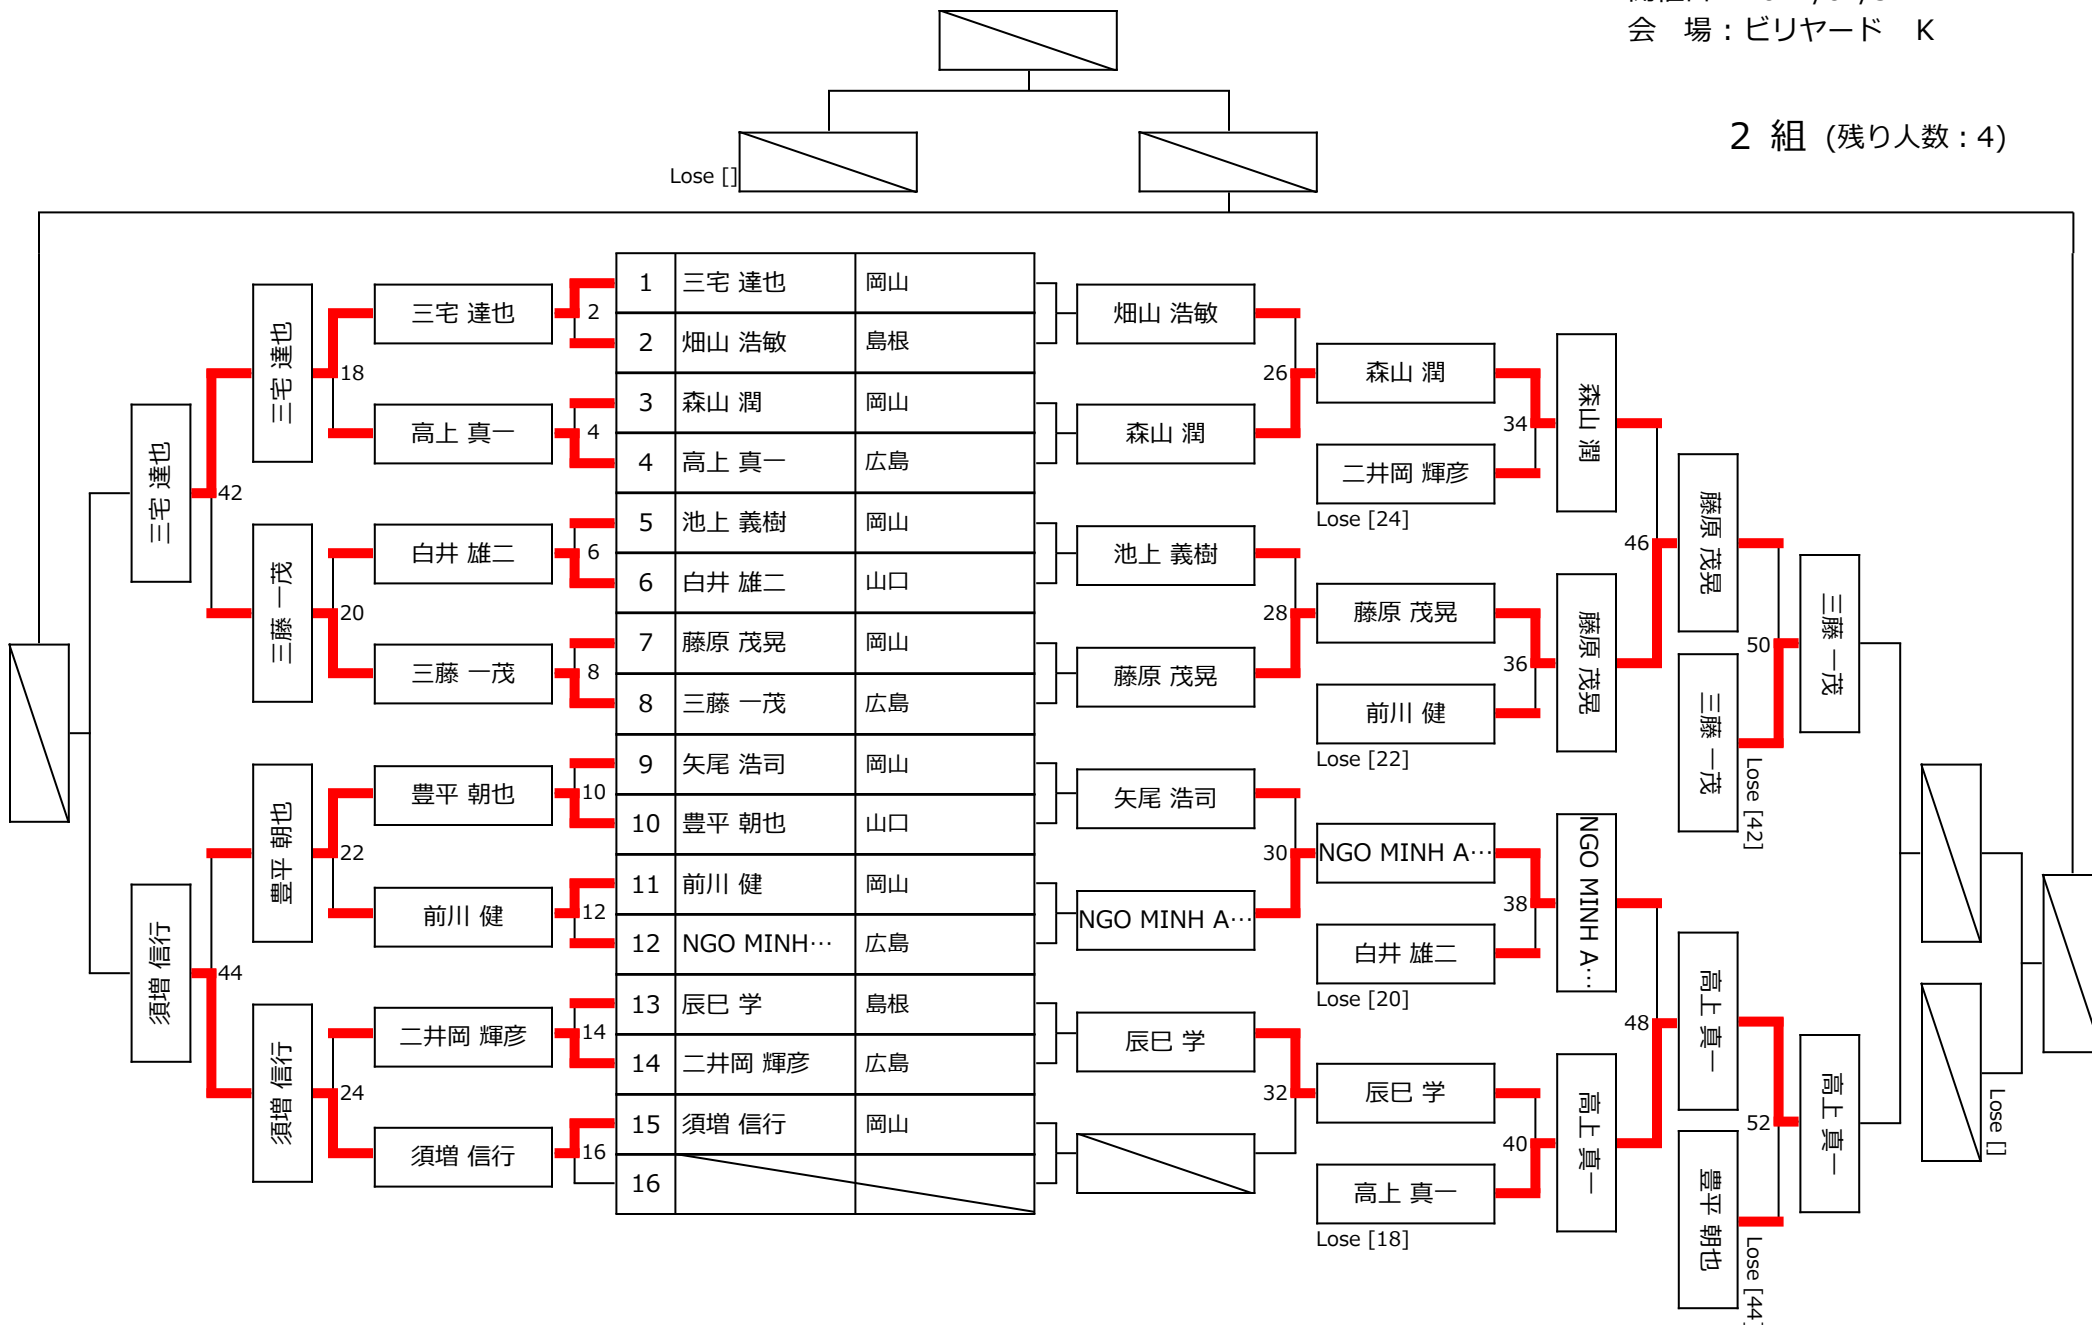 会　場：ビリヤード　K
2 組 (残り人数：4)
Lose []
三宅 達也
須増 信行
42
44
三宅 達也
三藤 一茂
豊平 朝也
須増 信行
18
20
22
24
三宅 達也
高上 真一
白井 雄二
三藤 一茂
豊平 朝也
前川 健
二井岡 輝彦
須増 信行
2
4
6
8
10
12
14
16
1 三宅 達也 岡山
2 畑山 浩敏 島根
3 森山 潤 岡山
4 高上 真一 広島
5 池上 義樹 岡山
6 白井 雄二 山口
7 藤原 茂晃 岡山
8 三藤 一茂 広島
9 矢尾 浩司 岡山
10 豊平 朝也 山口
11 前川 健 岡山
12 NGO MINH… 広島
13 辰巳 学 島根
14 二井岡 輝彦 広島
15 須増 信行 岡山
16
畑山 浩敏
森山 潤
池上 義樹
藤原 茂晃
矢尾 浩司
NGO MINH A…
辰巳 学
26
28
30
32
森山 潤
二井岡 輝彦
Lose [24]
藤原 茂晃
前川 健
Lose [22]
NGO MINH A…
白井 雄二
Lose [20]
辰巳 学
高上 真一
Lose [18]
34
36
38
40
森山 潤
藤原 茂晃
NGO MINH A…
高上 真一
46
48
藤原 茂晃
三藤 一茂
Lose [42]
高上 真一
豊平 朝也
Lose [44]
50
52
三藤 一茂
高上 真一
Lose []